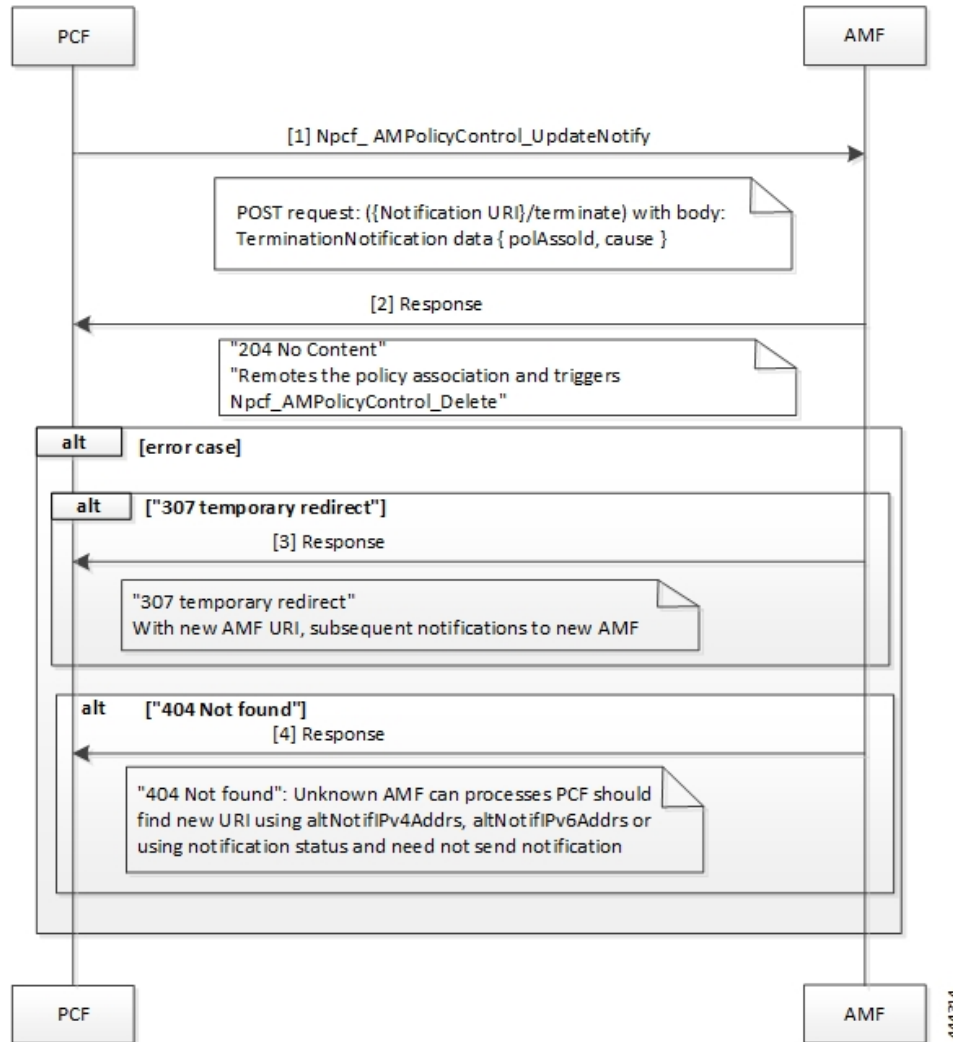 PCF
AMF
[1] Npcf_ AMPolicyControl_UpdateNotify
POST request: ({Notification URI}/terminate) with body:
TerminationNotification data { polAssoId, cause }
[2] Response
"204 No Content"
"Remotes the policy association and triggers
Npcf_AMPolicyControl_Delete"
alt
[error case]
alt
["307 temporary redirect"]
[3] Response
"307 temporary redirect"
With new AMF URI, subsequent notifications to new AMF
alt
["404 Not found"]
[4] Response
"404 Not found": Unknown AMF can processes PCF should
find new URI using altNotifIPv4Addrs, altNotifIPv6Addrs or
using notification status and need not send notification
PCF
AMF
444314